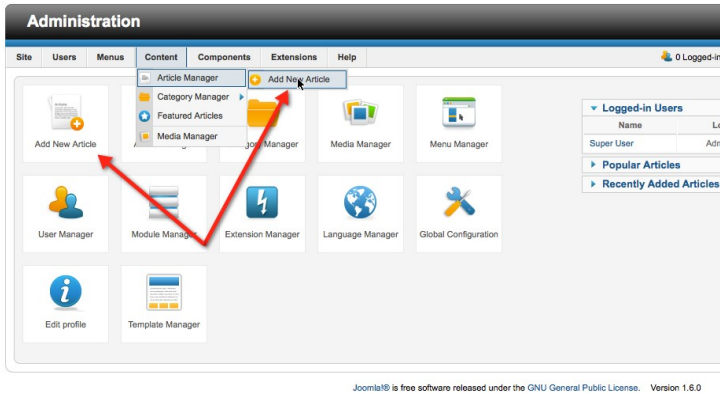 Administration
Site Users Menus Content Components Extensions Help 0 Logged-in
Article Manager Add New Article
Category Manager
Featured Articles
Media Manager
Logged-in Users
Name
Super User
Popular Articles
Recently Added Articles
Add New Article Manager Media Manager Menu Manager
User Manager Module Manager Extension Manager Language Manager Global Configuration
Edit profile Template Manager
Joomla!® is free software released under the GNU General Public License. Version 1.6.0